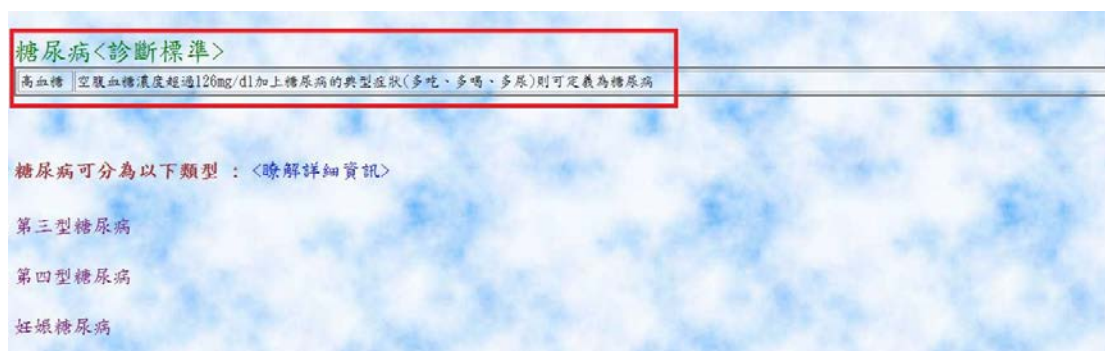 糖尿病<診斷標準>
高血糖 空腹血糖濃度超過126mg/dl加上糖尿病的典型症狀(多吃、多喝、多尿)則可定義為糖尿病
糖尿病可分為以下類型 : <瞭解詳細資訊>
第三型糖尿病
第四型糖尿病
妊娠糖尿病